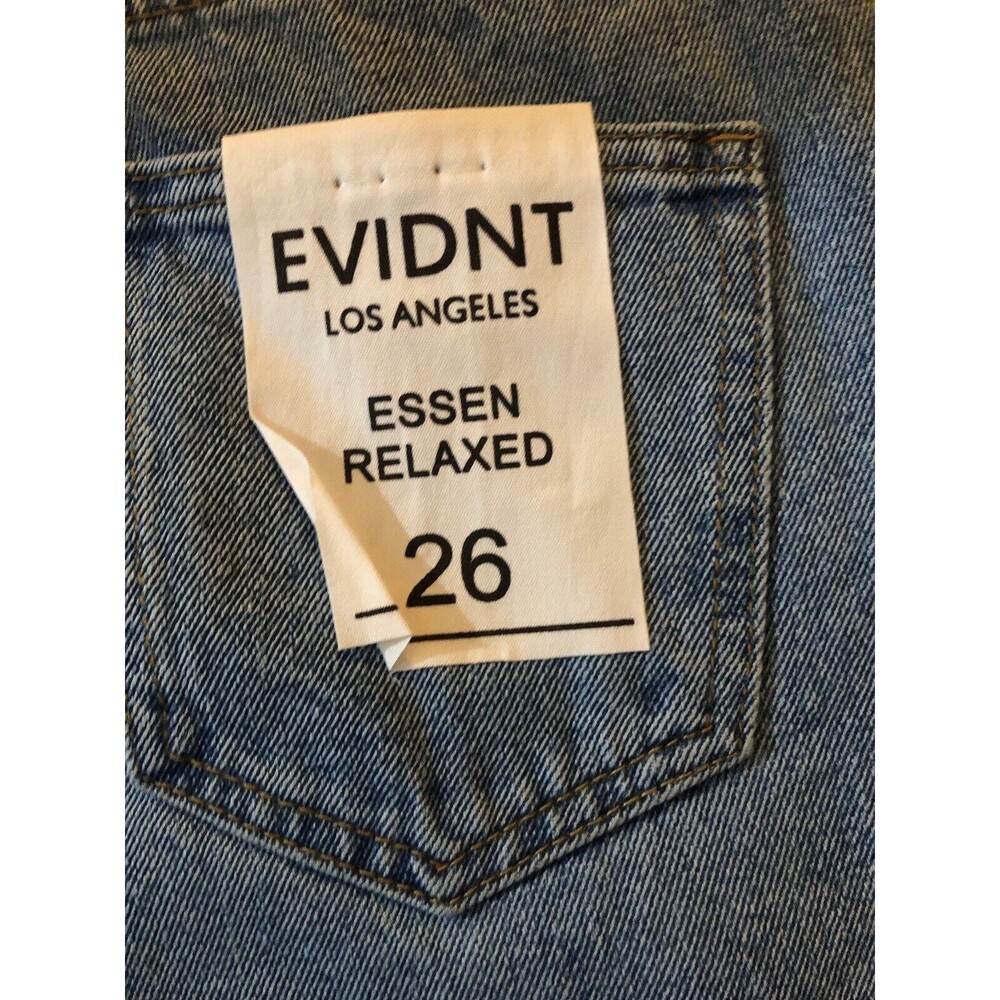 EVIDNT
LOS ANGELES
ESSEN
RELAXED
26